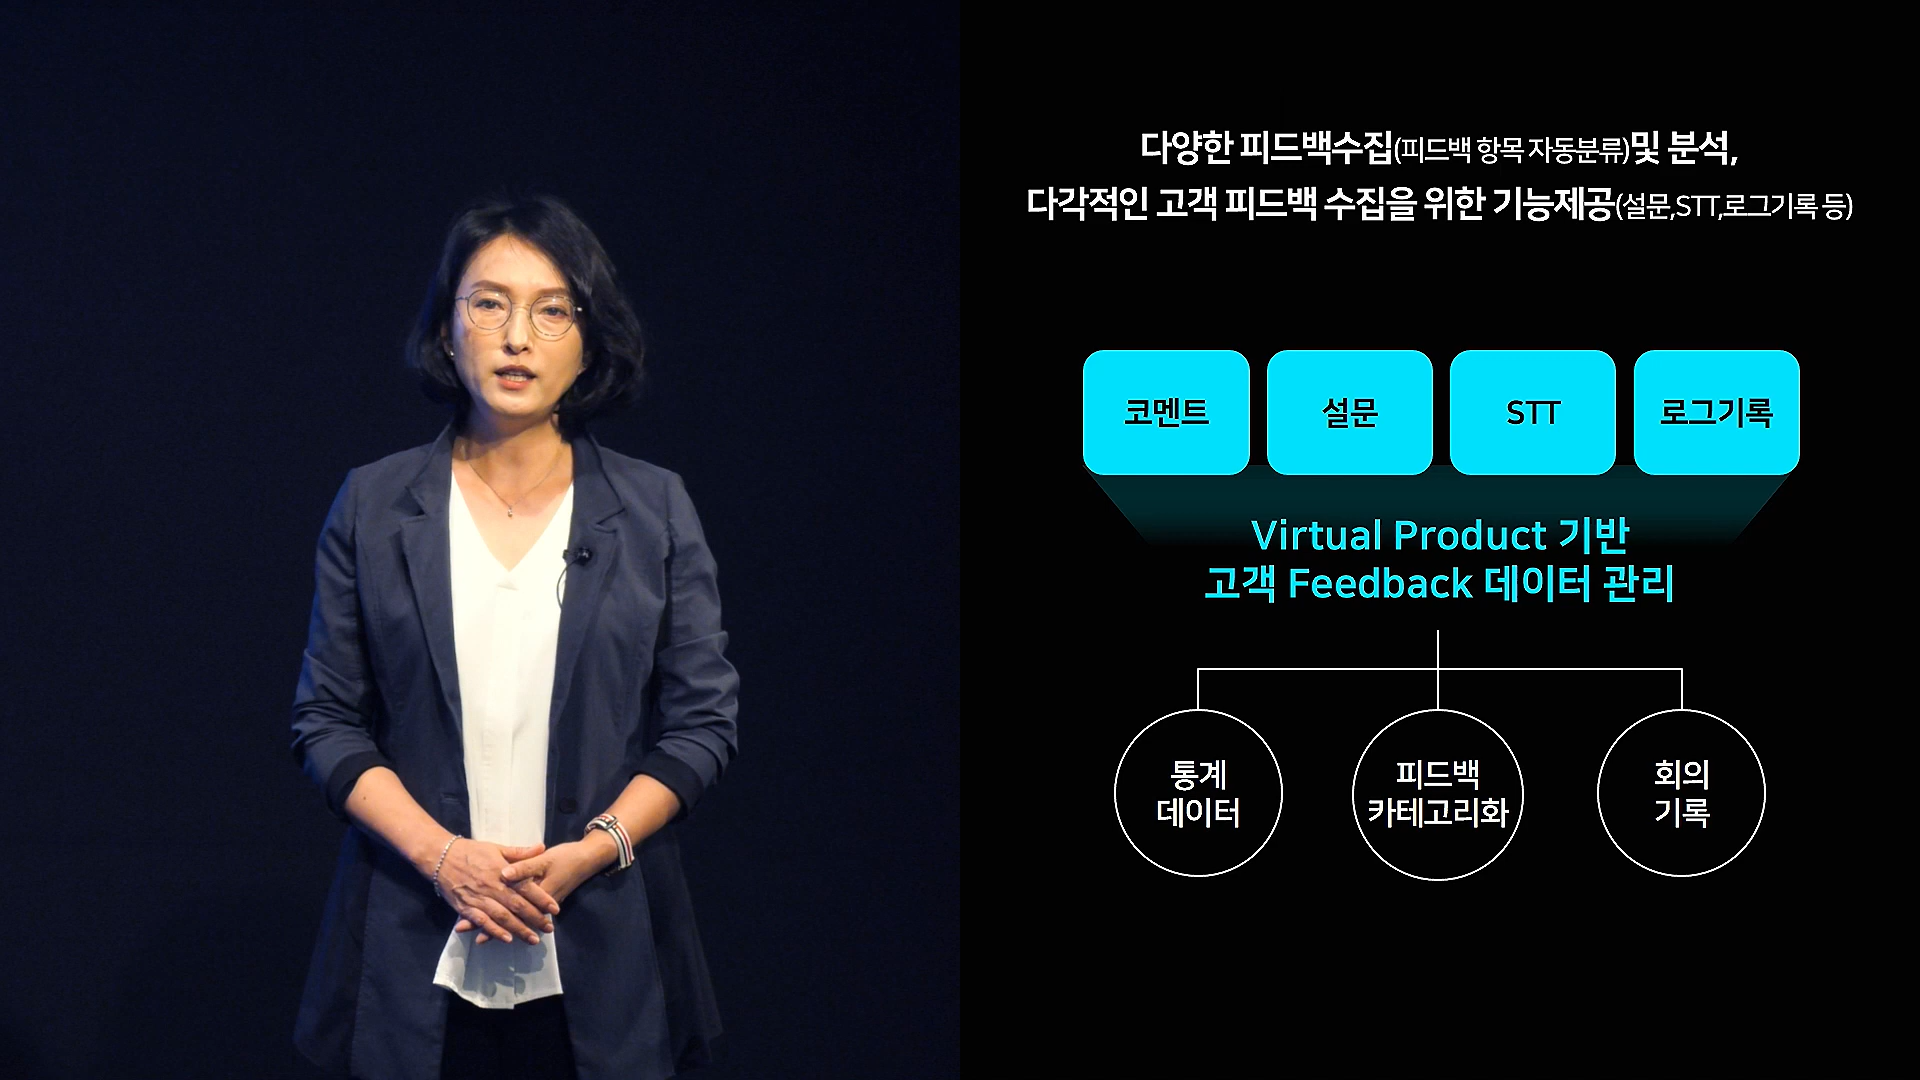 다양한 피드백수집(피드백 항목 자동분류)및 분석,
다각적인 고객 피드백 수집을 위한 기능제공(설문,STT,로그기록 등)
코멘트
설문
STT
로그기록
Virtual Product 기반
고객 Feedback 데이터 관리
통계
데이터
피드백
카테고리화
회의
기록